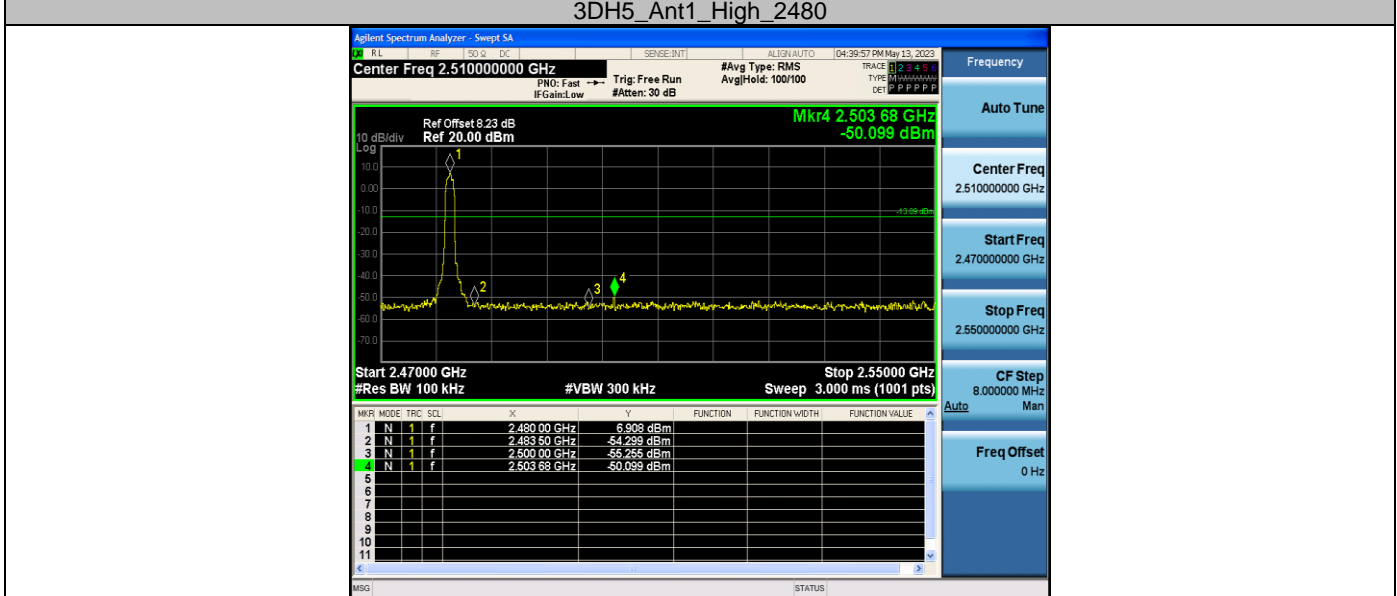 3DH5_Ant1_High_2480
Agilent Spectrum Analyzer - Swept SA
RL RF 50 Ω DC SENSE:INT ALIGNAUTO 04:39:57 PM May 13, 2023
Center Freq 2.510000000 GHz
PNO: Fast
IFGain:Low
Trig: Free Run
#Atten: 30 dB
#Avg Type: RMS
Avg|Hold: 100/100
TRACE 1 2 3 4 5 6
TYPE M
DET P P P P P P
Frequency
Auto Tune
Center Freq
2.510000000 GHz
Start Freq
2.470000000 GHz
Stop Freq
2.550000000 GHz
CF Step
8.000000 MHz
Auto Man
Freq Offset
0 Hz
Mkr4 2.503 68 GHz
-50.099 dBm
Ref Offset 8.23 dB
10 dB/div Ref 20.00 dBm
Log
10.0
0.00
-10.0
-20.0
-30.0
-40.0
-50.0
-60.0
-70.0
1
2
3
4
-13.09 dBm
Start 2.47000 GHz Stop 2.55000 GHz
#Res BW 100 kHz #VBW 300 kHz Sweep 3.000 ms (1001 pts)
MKR MODE TRC SCL X Y FUNCTION FUNCTION WIDTH FUNCTION VALUE
1 N 1 f 2.480 00 GHz 6.908 dBm
2 N 1 f 2.483 50 GHz -54.299 dBm
3 N 1 f 2.500 00 GHz -55.255 dBm
4 N 1 f 2.503 68 GHz -50.099 dBm
5
6
7
8
9
10
11
MSG STATUS